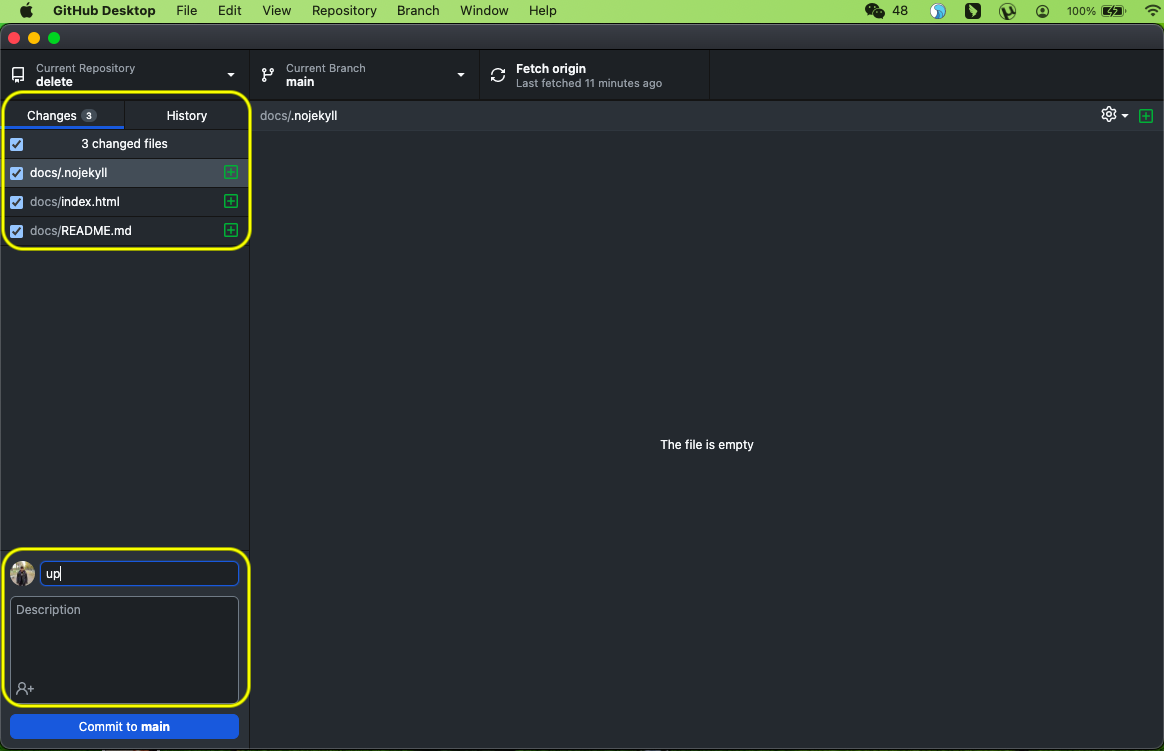 GitHub Desktop File Edit View Repository Branch Window Help 48 100%
Current Repository
delete
Current Branch
main
Fetch origin
Last fetched 11 minutes ago
Changes 3 History
docs/.nojekyll
3 changed files
docs/.nojekyll
docs/index.html
docs/README.md
The file is empty
up
Description
Commit to main